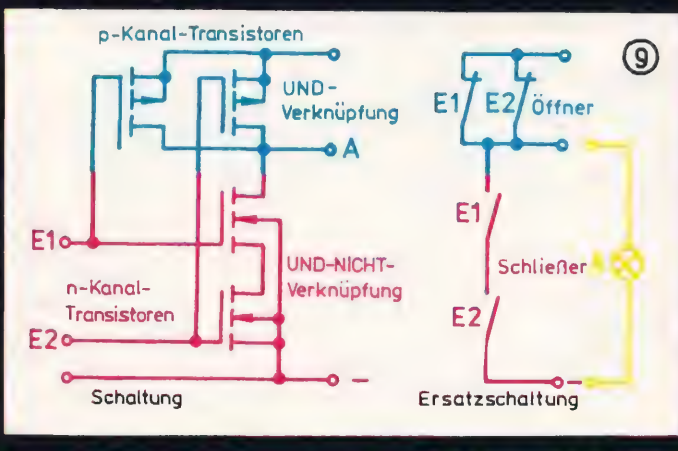 p-Kanal-Transistoren
9
UND-
Verknüpfung
A
E1
E2
Öffner
E1
E1
UND-NICHT-
Verknüpfung
Schließer
A
n-Kanal-
Transistoren
E2
E2
–
–
Schaltung
Ersatzschaltung